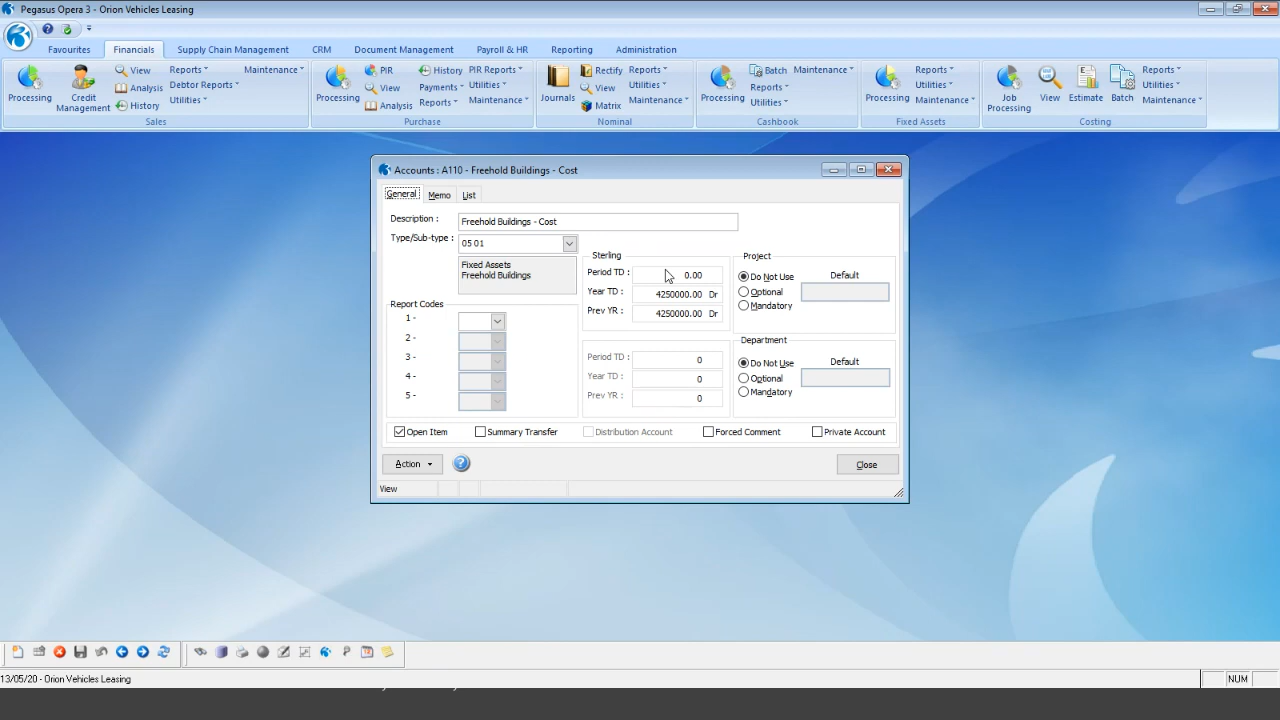 Pegasus Opera 3 - Orion Vehicles Leasing
Favourites Financials Supply Chain Management CRM Document Management Payroll & HR Reporting Administration
Processing Credit Management View Analysis History Reports Debtor Reports Utilities Maintenance
Sales
Processing PIR View Analysis History Payments Reports PIR Reports Utilities Maintenance
Purchase
Journals Rectify View Matrix Reports Utilities Maintenance
Nominal
Processing Batch Reports Utilities Maintenance
Cashbook
Processing Reports Utilities Maintenance
Fixed Assets
Job Processing View Estimate Batch Reports Utilities Maintenance
Costing
Accounts : A110 - Freehold Buildings - Cost
General Memo List
Description : Freehold Buildings - Cost
Type/Sub-type : 05 01
Fixed Assets
Freehold Buildings
Report Codes
1 -
2 -
3 -
4 -
5 -
Sterling
Period TD : 0.00
Year TD : 4250000.00 Dr
Prev YR : 4250000.00 Dr
Period TD : 0
Year TD : 0
Prev YR : 0
Project
Do Not Use Default
Optional
Mandatory
Department
Do Not Use Default
Optional
Mandatory
Open Item Summary Transfer Distribution Account Forced Comment Private Account
Action Close
View
13/05/20 - Orion Vehicles Leasing NUM